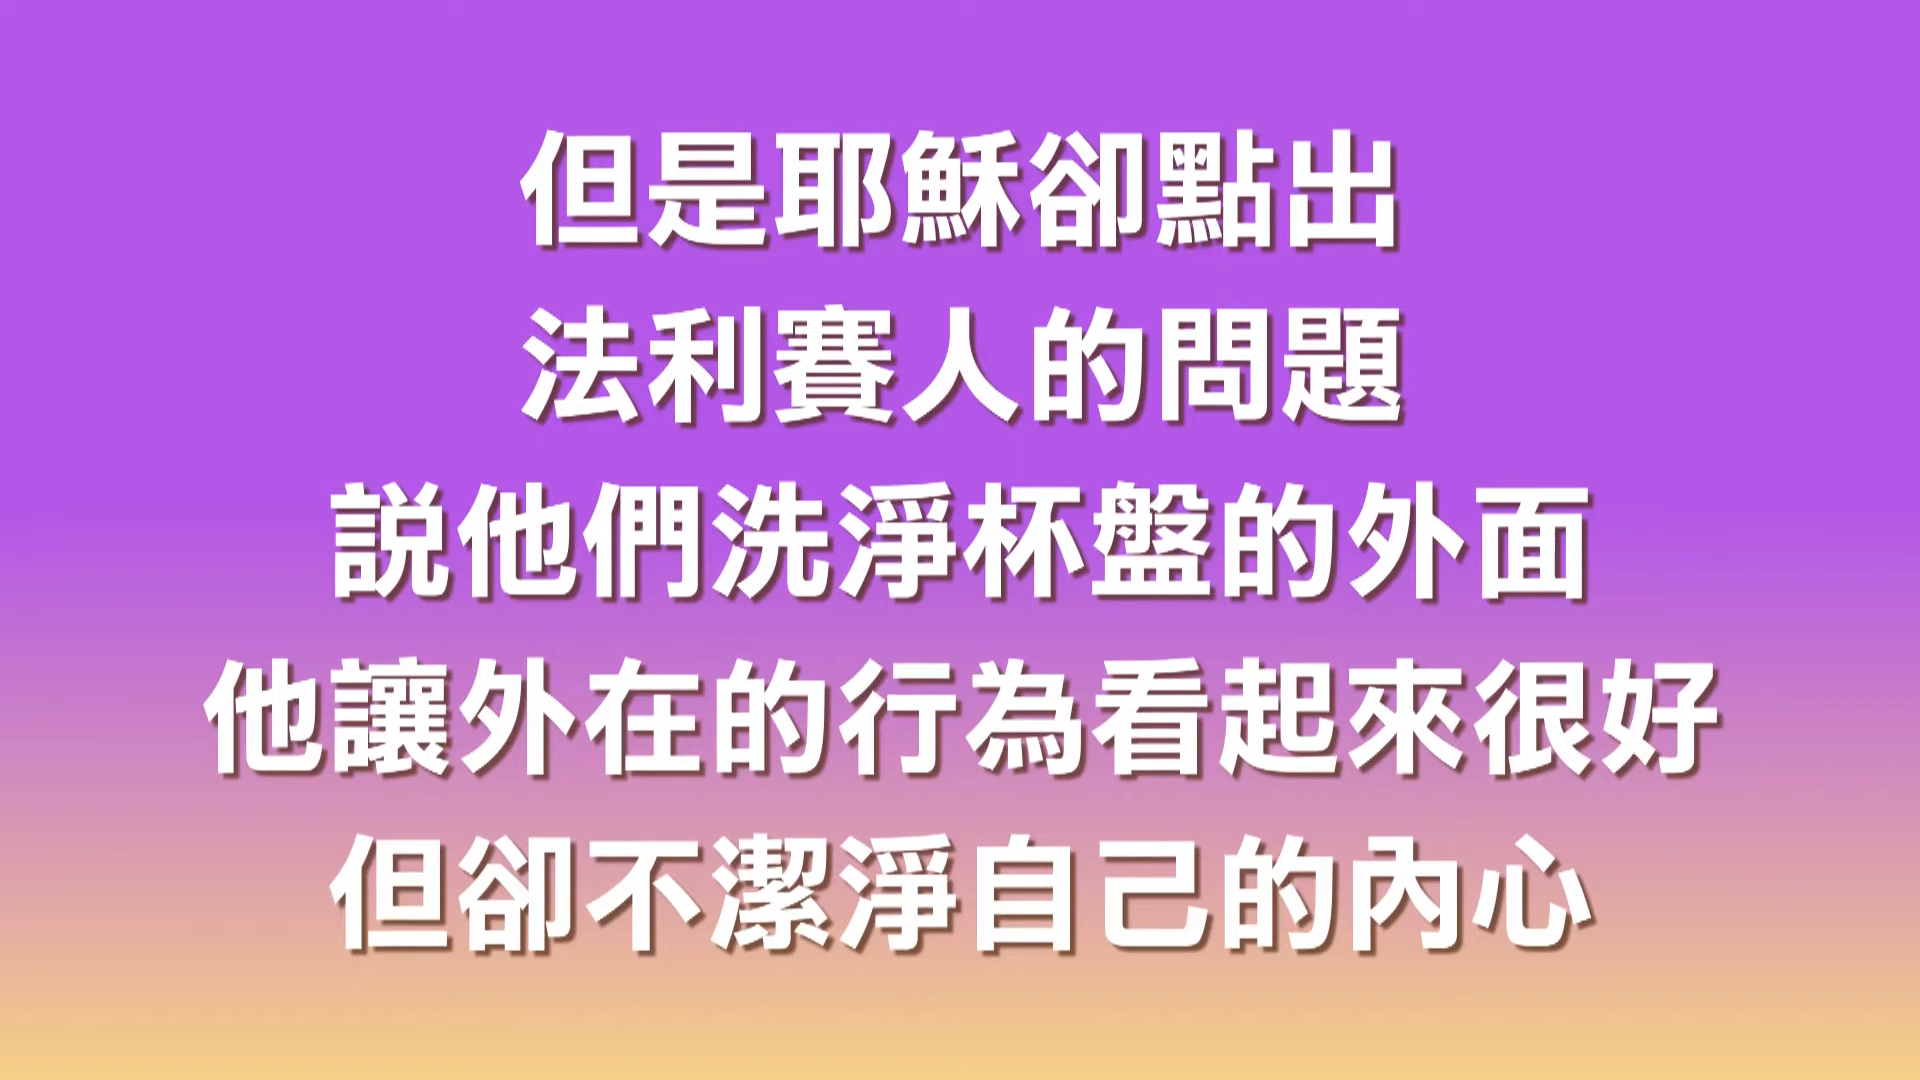 但是耶穌卻點出
法利賽人的問題
説他們洗淨杯盤的外面
他讓外在的行為看起來很好
但卻不潔淨自己的內心